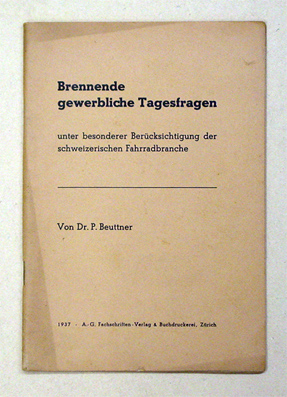 Brennende
gewerbliche Tagesfragen
unter besonderer Berücksichtigung der
schweizerischen Fahrradbranche
Von Dr. P. Beuttner
1937 - A.-G. Fachschriften-Verlag & Buchdruckerei, Zürich